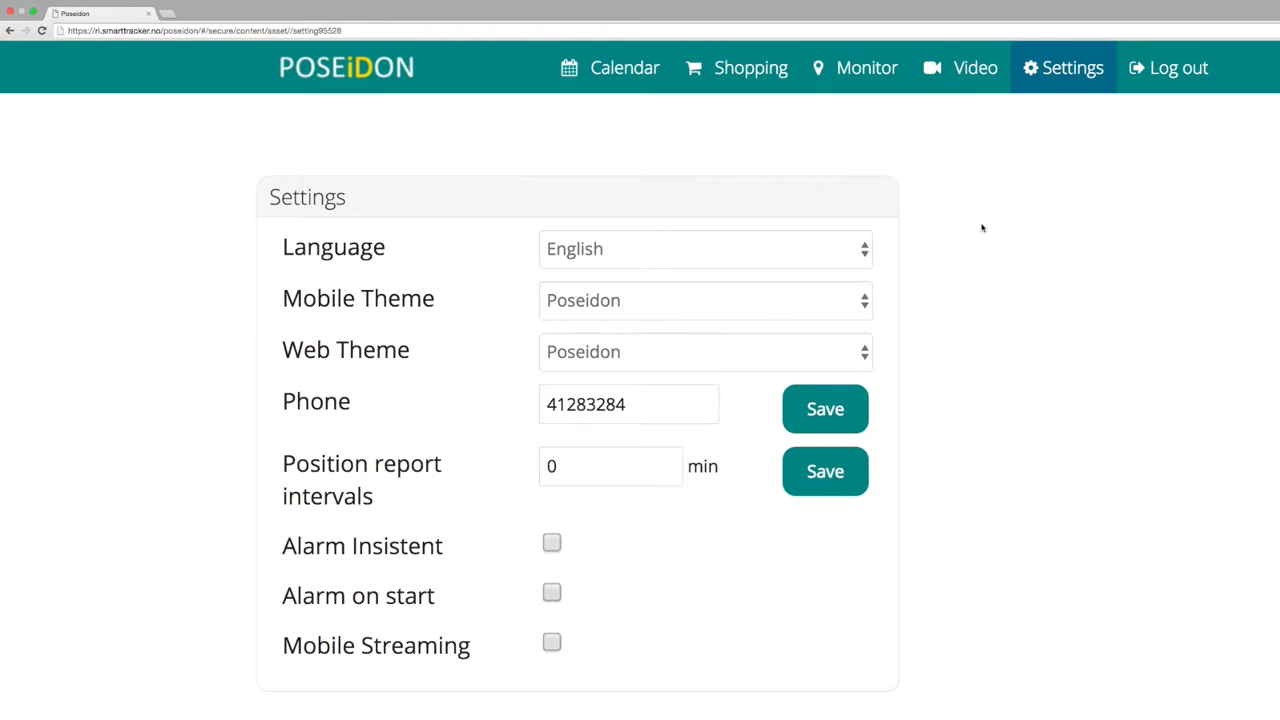 Poseidon
https://ri.smarttracker.no/poseidon/#/secure/content/asset//setting95528
POSEiDON Calendar Shopping Monitor Video Settings Log out
Settings
Language English
Mobile Theme Poseidon
Web Theme Poseidon
Phone 41283284 Save
Position report 0 min Save
intervals
Alarm Insistent
Alarm on start
Mobile Streaming